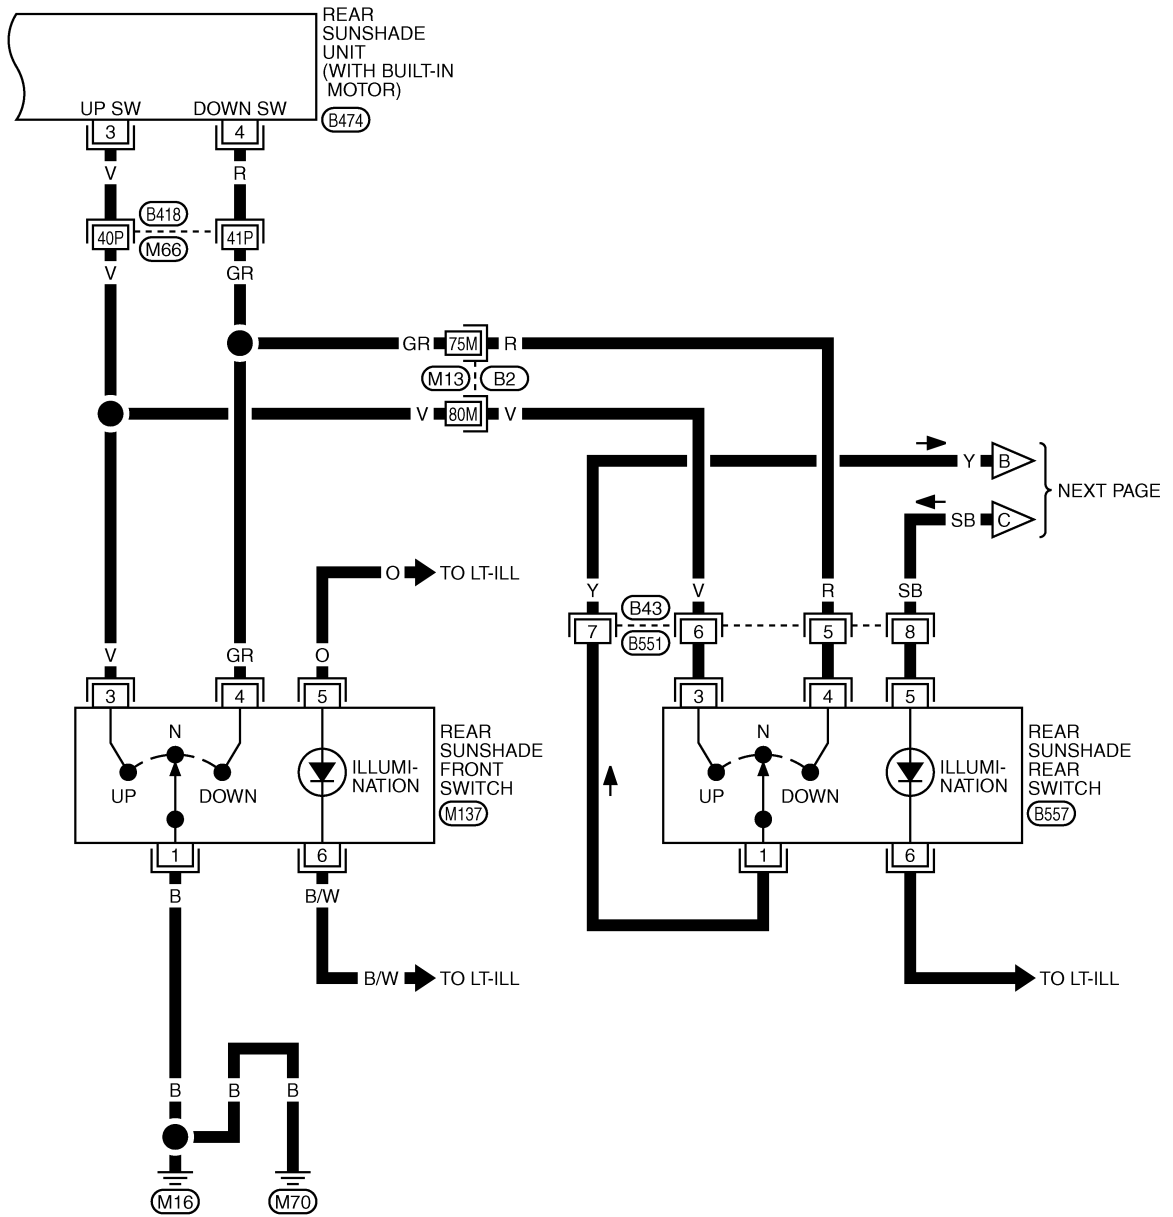 REAR
SUNSHADE
UNIT
(WITH BUILT-IN
MOTOR)
B474
UP SW
DOWN SW
3
4
V
R
B418
40P
41P
M66
V
GR
GR
75M
R
M13
B2
V
80M
V
Y
B
NEXT PAGE
SB
C
O
TO LT-ILL
Y
V
R
SB
B43
7
6
5
8
B551
V
GR
O
3
4
5
3
4
5
N
UP
DOWN
ILLUMI-
NATION
REAR
SUNSHADE
FRONT
SWITCH
M137
N
UP
DOWN
ILLUMI-
NATION
REAR
SUNSHADE
REAR
SWITCH
B557
1
6
1
6
B
B/W
B/W
TO LT-ILL
TO LT-ILL
B
B
B
M16
M70